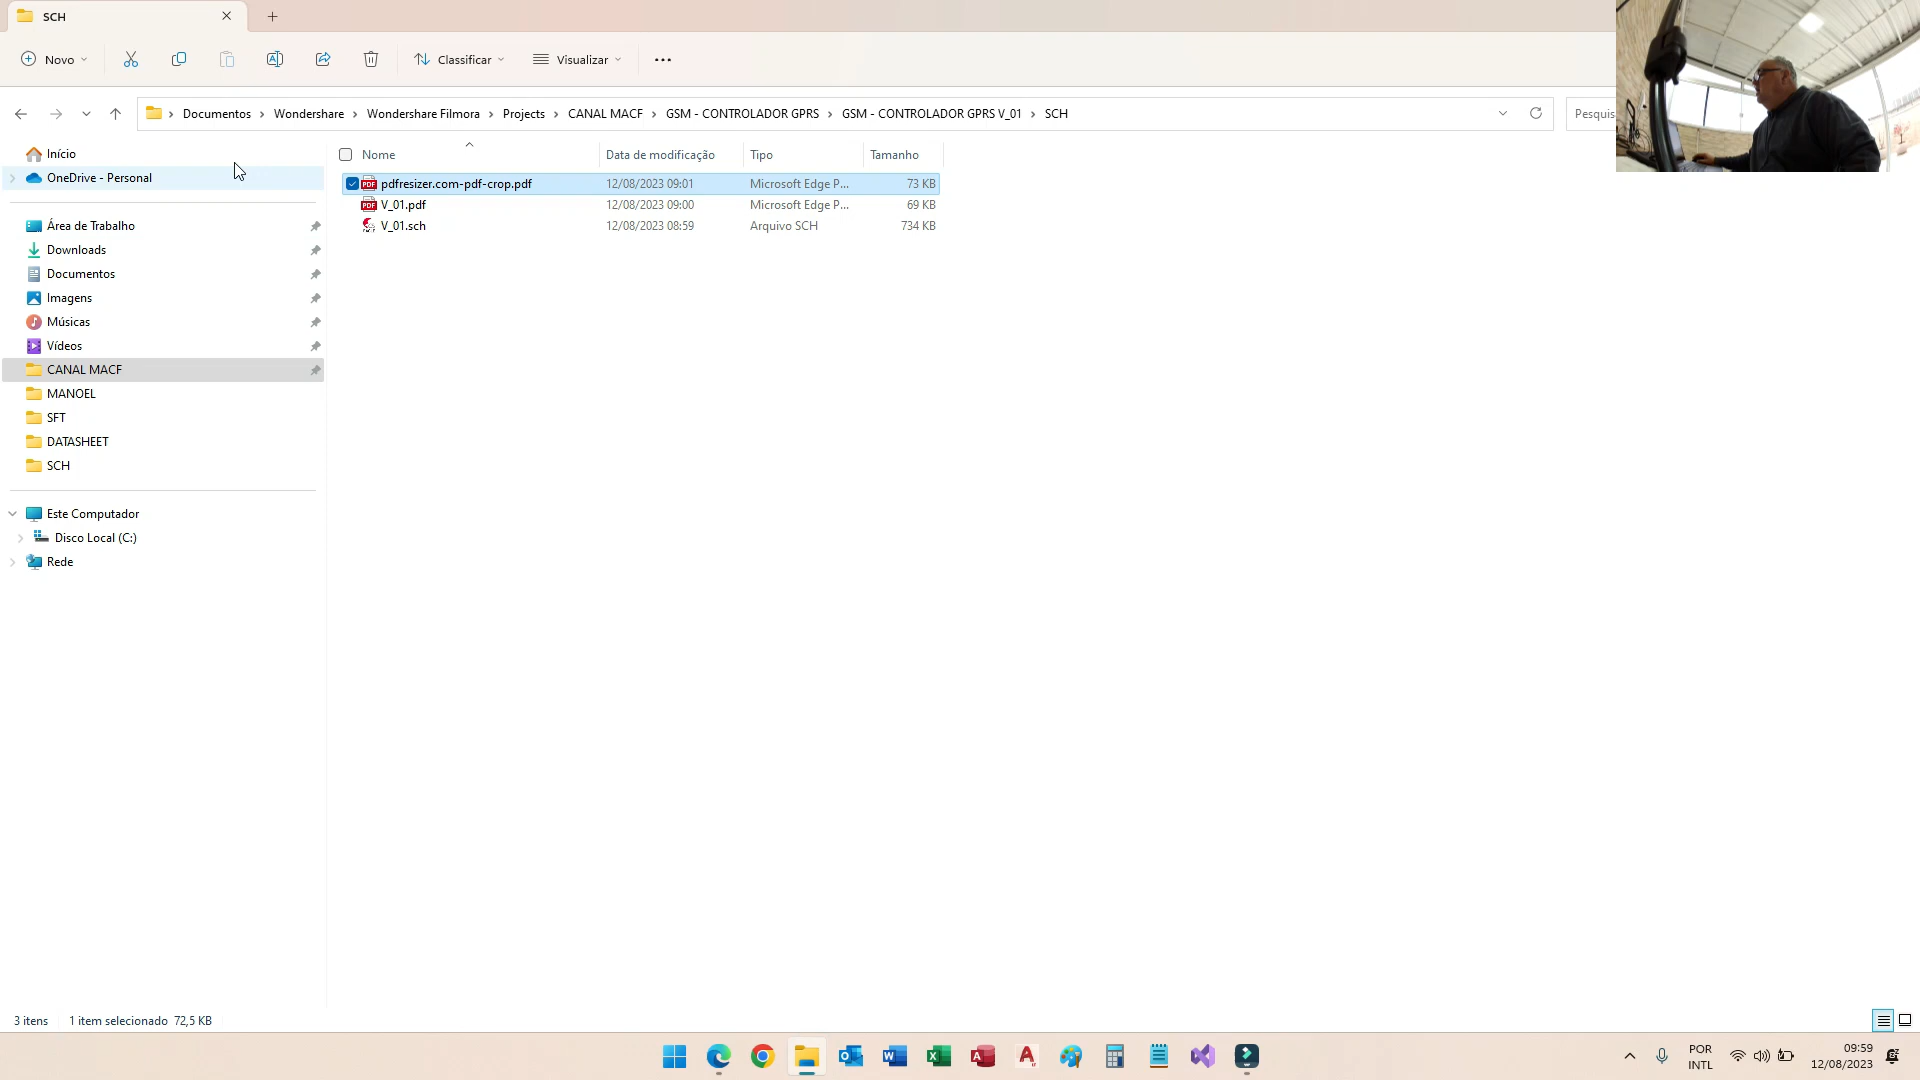 SCH
Novo
Classificar
Visualizar
Documentos
Wondershare
Wondershare Filmora
Projects
CANAL MACF
GSM - CONTROLADOR GPRS
GSM - CONTROLADOR GPRS V_01
SCH
Pesquis
Início
OneDrive - Personal
Área de Trabalho
Downloads
Documentos
Imagens
Músicas
Vídeos
CANAL MACF
MANOEL
SFT
DATASHEET
SCH
Este Computador
Disco Local (C:)
Rede
Nome Data de modificação Tipo Tamanho
pdfresizer.com-pdf-crop.pdf 12/08/2023 09:01 Microsoft Edge P... 73 KB
V_01.pdf 12/08/2023 09:00 Microsoft Edge P... 69 KB
V_01.sch 12/08/2023 08:59 Arquivo SCH 734 KB
3 itens 1 item selecionado 72,5 KB
POR
INTL
09:59
12/08/2023